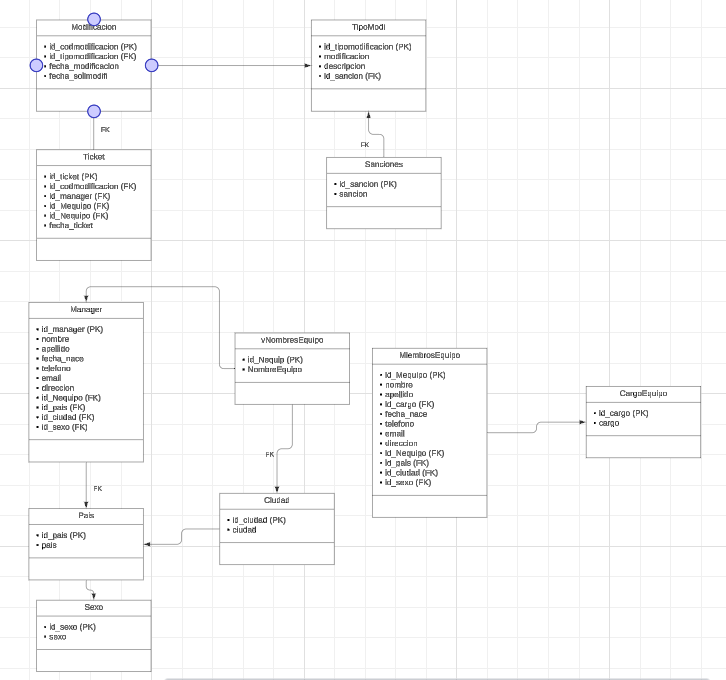 Modificacion
• id_codmodificacion (PK)
• id_tipomodificacion (FK)
• fecha_modificacion
• fecha_solimodifi
TipoModi
• id_tipomodificacion (PK)
• modificacion
• descripcion
• id_sancion (FK)
FK
Ticket
• id_ticket (PK)
• id_codmodificacion (FK)
• id_manager (FK)
• id_Mequipo (FK)
• id_Nequipo (FK)
• fecha_ticket
FK
Sanciones
• id_sancion (PK)
• sancion
Manager
• id_manager (PK)
• nombre
• apellido
• fecha_nace
• telefono
• email
• direccion
• id_Nequipo (FK)
• id_pais (FK)
• id_ciudad (FK)
• id_sexo (FK)
vNombresEquipo
• id_Nequip (PK)
• NombreEquipo
MiembrosEquipo
• id_Mequipo (PK)
• nombre
• apellido
• id_cargo (FK)
• fecha_nace
• telefono
• email
• direccion
• id_Nequipo (FK)
• id_pais (FK)
• id_ciudad (FK)
• id_sexo (FK)
CargoEquipo
• id_cargo (PK)
• cargo
FK
FK
Pais
• id_pais (PK)
• pais
Ciudad
• id_ciudad (PK)
• ciudad
Sexo
• id_sexo (PK)
• sexo